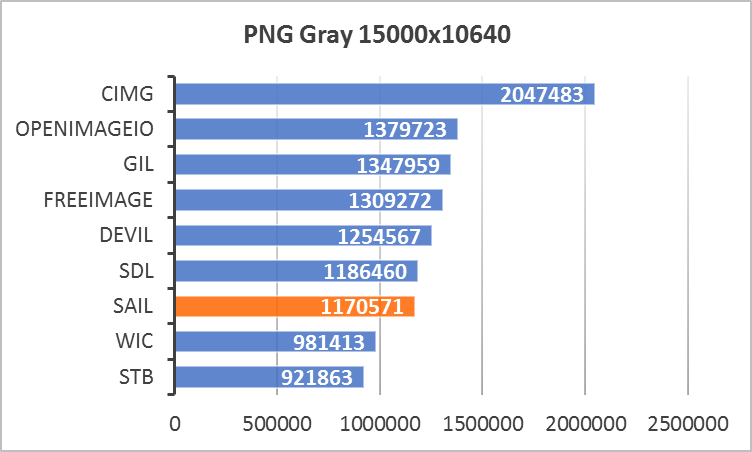 PNG Gray 15000x10640
CIMG 2047483
OPENIMAGEIO 1379723
GIL 1347959
FREEIMAGE 1309272
DEVIL 1254567
SDL 1186460
SAIL 1170571
WIC 981413
STB 921863
0 500000 1000000 1500000 2000000 2500000